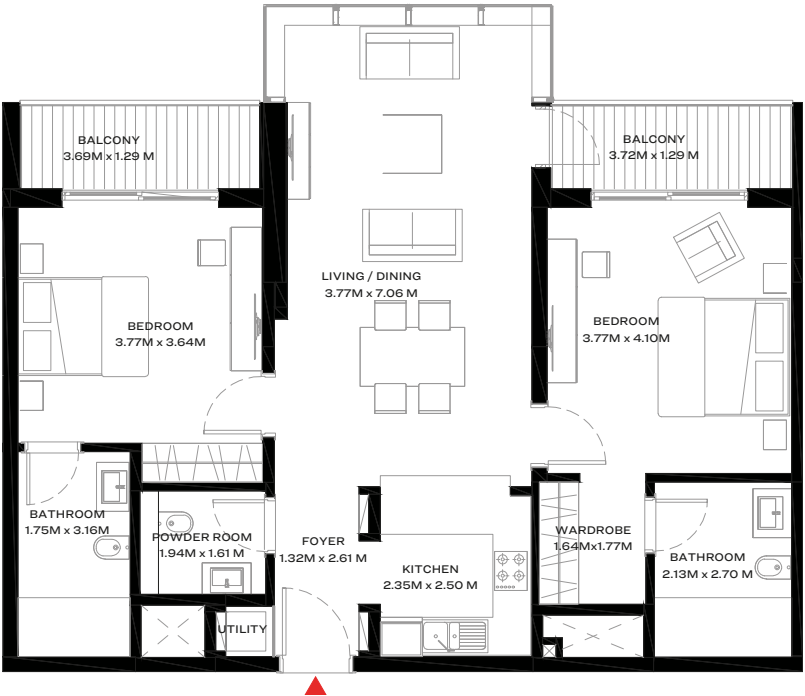 BALCONY
3.69M x 1.29 M
BALCONY
3.72M x 1.29 M
LIVING / DINING
3.77M x 7.06 M
BEDROOM
3.77M x 3.64M
BEDROOM
3.77M x 4.10M
BATHROOM
1.75M x 3.16M
POWDER ROOM
1.94M x 1.61 M
FOYER
1.32M x 2.61 M
KITCHEN
2.35M x 2.50 M
WARDROBE
1.64Mx1.77M
BATHROOM
2.13M x 2.70 M
UTILITY